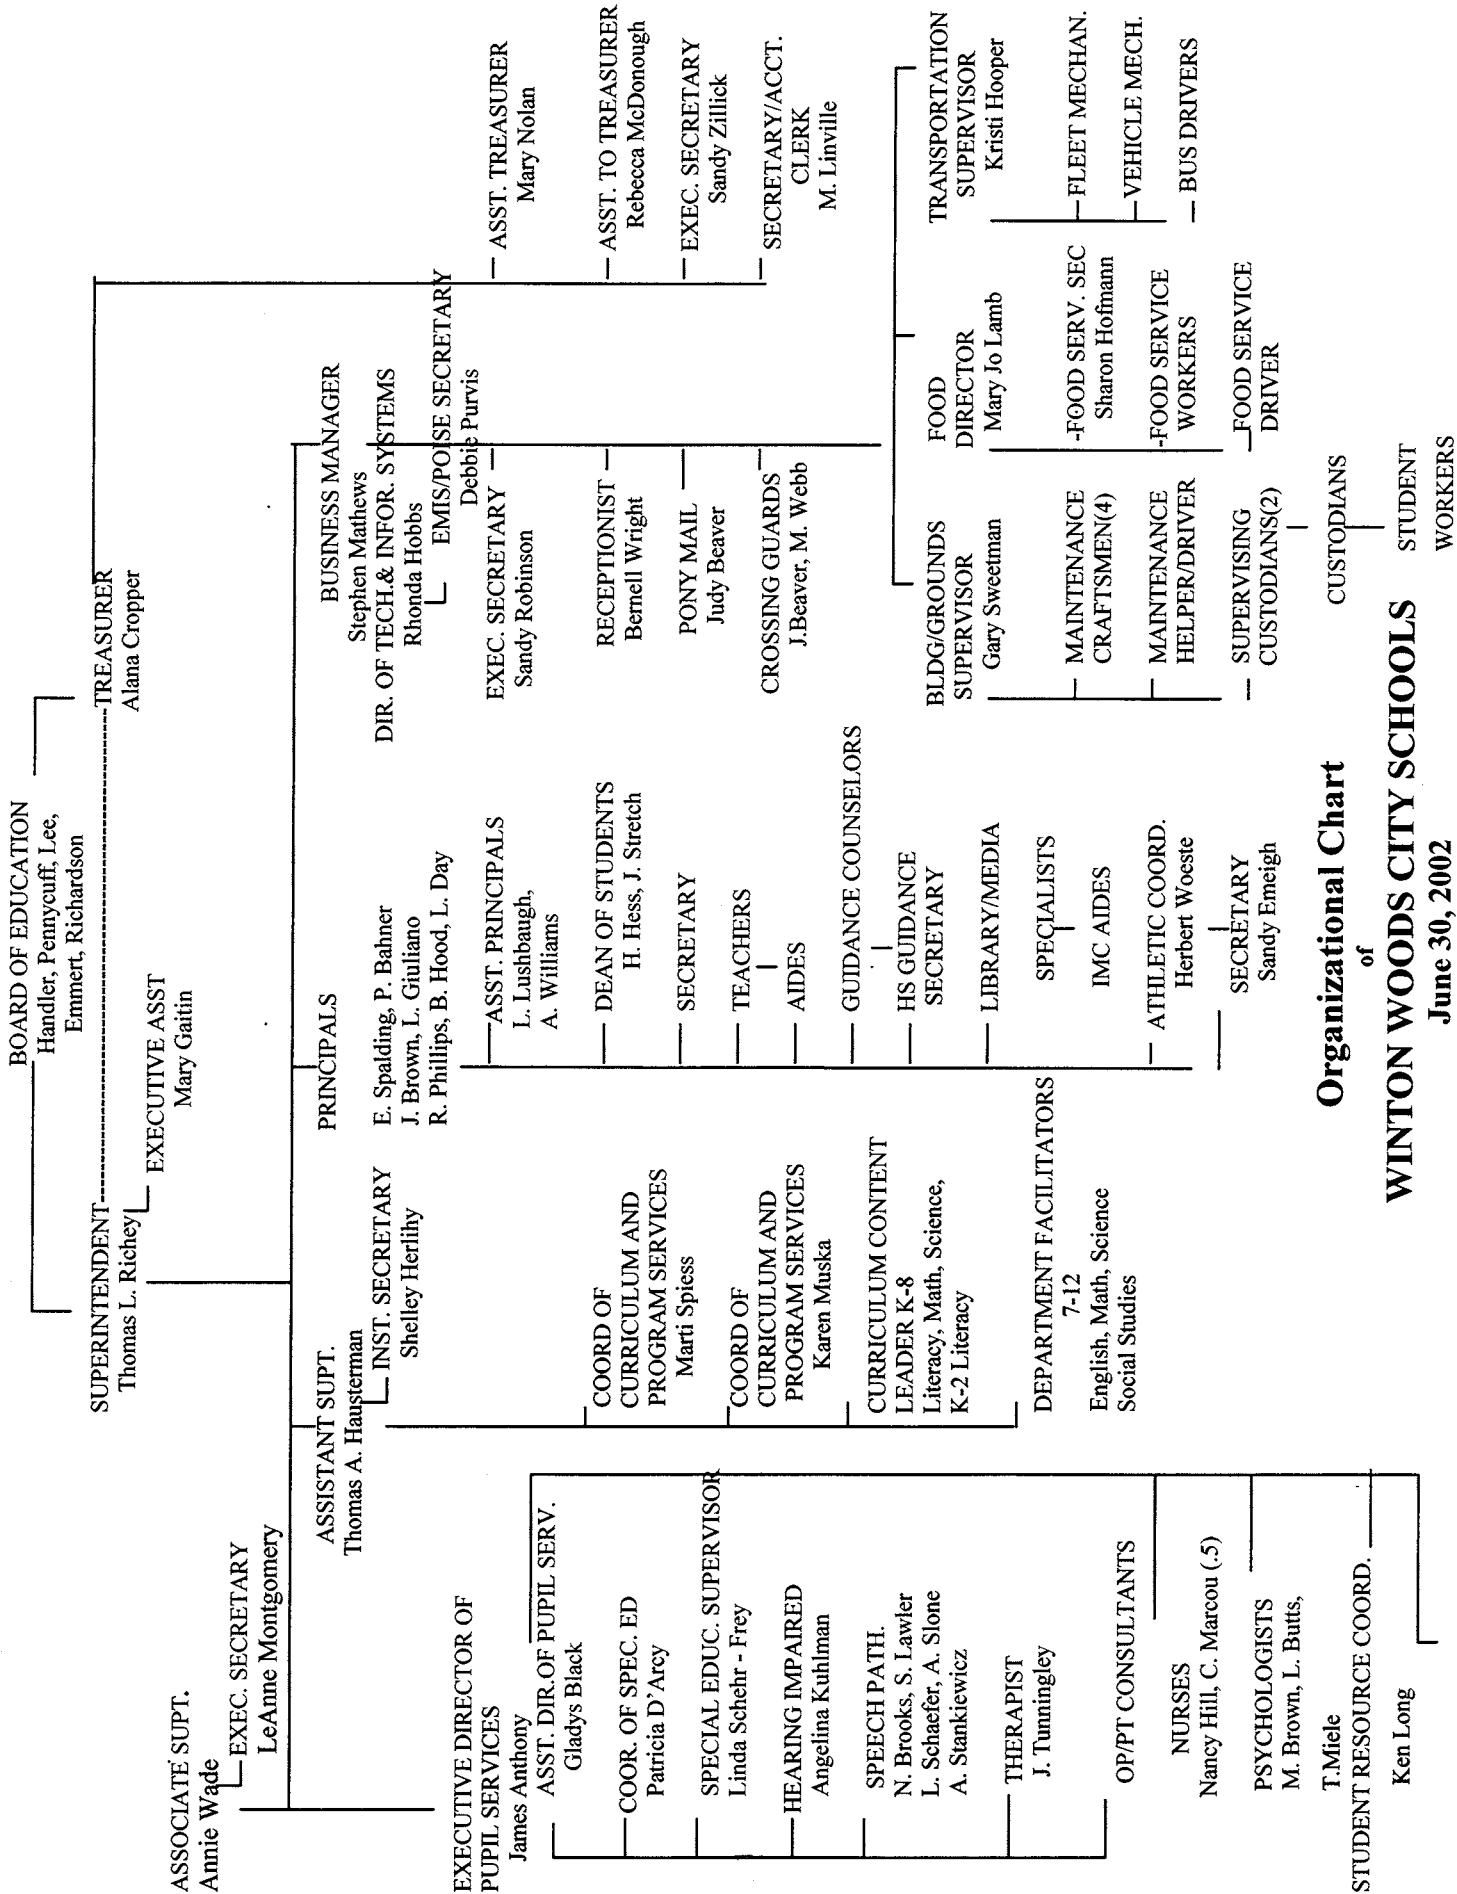 BOARD OF EDUCATION
Handler, Pennycuff, Lee,
Emmert, Richardson
SUPERINTENDENT
Thomas L. Richey
EXECUTIVE ASST
Mary Gaitin
TREASURER
Alana Cropper
ASST. TREASURER
Mary Nolan
ASST. TO TREASURER
Rebecca McDonough
EXEC. SECRETARY
Sandy Zillick
SECRETARY/ACCT.
CLERK
M. Linville
ASSOCIATE SUPT.
Annie Wade
EXEC. SECRETARY
LeAnne Montgomery
EXECUTIVE DIRECTOR OF
PUPIL SERVICES
James Anthony
ASST. DIR.OF PUPIL SERV.
Gladys Black
COOR. OF SPEC. ED
Patricia D'Arcy
SPECIAL EDUC. SUPERVISOR
Linda Schehr - Frey
HEARING IMPAIRED
Angelina Kuhlman
SPEECH PATH.
N. Brooks, S. Lawler
L. Schaefer, A. Slone
A. Stankiewicz
THERAPIST
J. Tunningley
OP/PT CONSULTANTS
NURSES
Nancy Hill, C. Marcou (.5)
PSYCHOLOGISTS
M. Brown, L. Butts,
T.Miele
STUDENT RESOURCE COORD.
Ken Long
ASSISTANT SUPT.
Thomas A. Hausterman
INST. SECRETARY
Shelley Herlihy
COORD OF
CURRICULUM AND
PROGRAM SERVICES
Marti Spiess
COORD OF
CURRICULUM AND
PROGRAM SERVICES
Karen Muska
CURRICULUM CONTENT
LEADER K-8
Literacy, Math, Science,
K-2 Literacy
DEPARTMENT FACILITATORS
7-12
English, Math, Science
Social Studies
PRINCIPALS
E. Spalding, P. Bahner
J. Brown, L. Giuliano
R. Phillips, B. Hood, L. Day
ASST. PRINCIPALS
L. Lushbaugh,
A. Williams
DEAN OF STUDENTS
H. Hess, J. Stretch
SECRETARY
TEACHERS
AIDES
GUIDANCE COUNSELORS
HS GUIDANCE
SECRETARY
LIBRARY/MEDIA
SPECIALISTS
IMC AIDES
ATHLETIC COORD.
Herbert Woeste
SECRETARY
Sandy Emeigh
BUSINESS MANAGER
Stephen Mathews
DIR. OF TECH.& INFOR. SYSTEMS
Rhonda Hobbs
EMIS/POISE SECRETARY
Debbie Purvis
EXEC. SECRETARY
Sandy Robinson
RECEPTIONIST
Bernell Wright
PONY MAIL
Judy Beaver
CROSSING GUARDS
J.Beaver, M. Webb
BLDG/GROUNDS
SUPERVISOR
Gary Sweetman
MAINTENANCE
CRAFTSMEN(4)
MAINTENANCE
HELPER/DRIVER
SUPERVISING
CUSTODIANS(2)
CUSTODIANS
STUDENT
WORKERS
FOOD
DIRECTOR
Mary Jo Lamb
-FOOD SERV. SEC
Sharon Hofmann
-FOOD SERVICE
WORKERS
FOOD SERVICE
DRIVER
TRANSPORTATION
SUPERVISOR
Kristi Hooper
FLEET MECHAN.
VEHICLE MECH.
BUS DRIVERS
Organizational Chart
of
WINTON WOODS CITY SCHOOLS
June 30, 2002